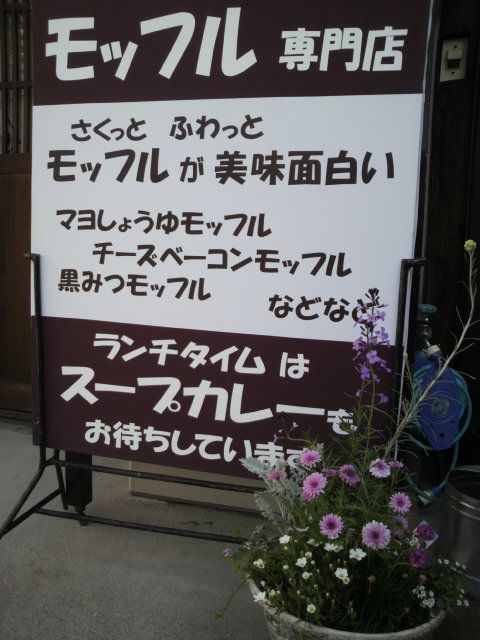 モッフル 専門店
さくっと ふわっと
モッフル が 美味面白い
マヨしょうゆモッフル
チーズベーコンモッフル
黒みつモッフル
などなど
ランチタイム は
スープカレーも
お待ちしています